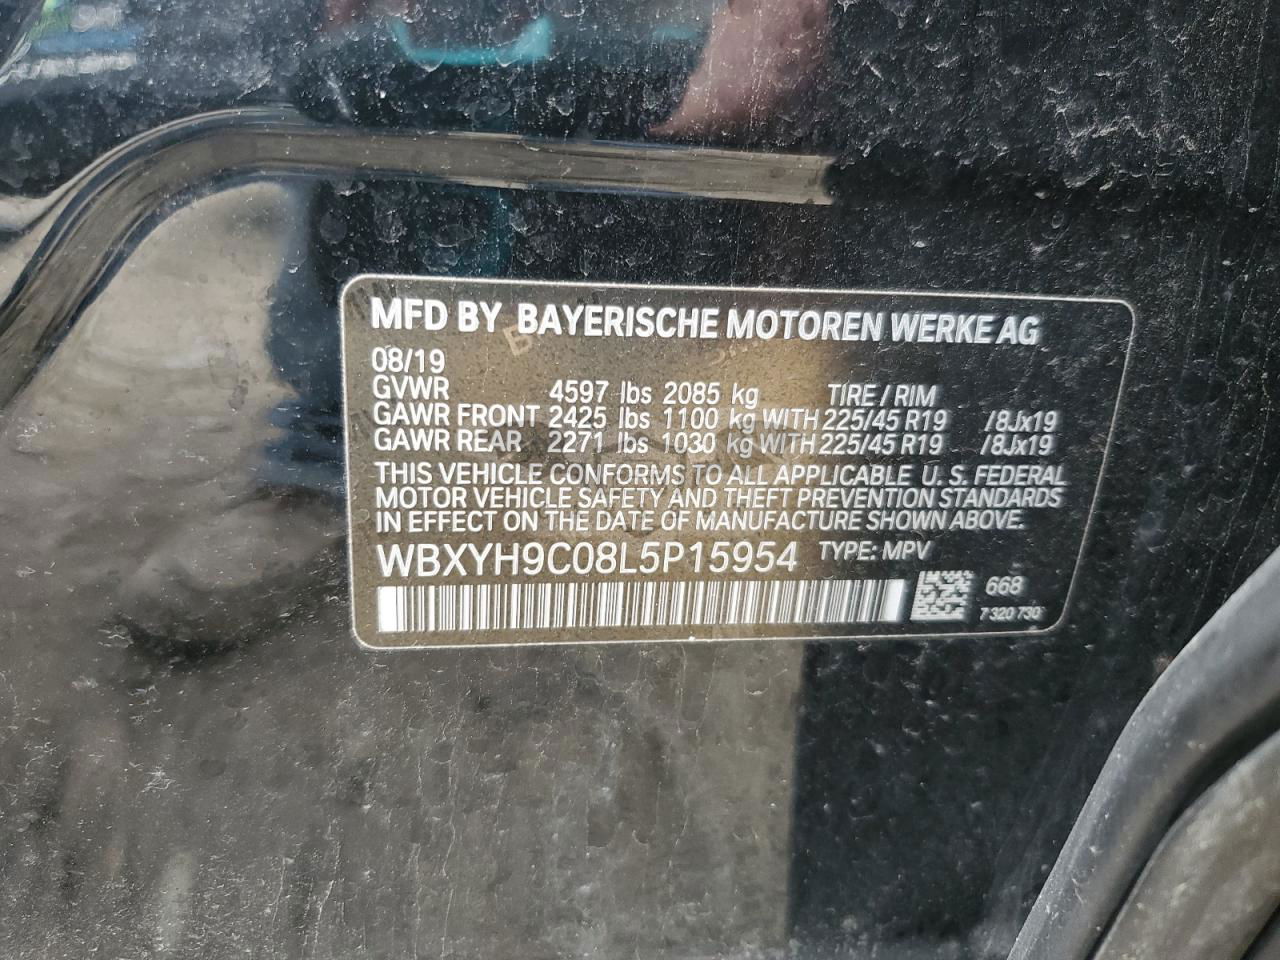 MFD BY BAYERISCHE MOTOREN WERKE AG
08/19
GVWR 4597 lbs 2085 kg TIRE / RIM
GAWR FRONT 2425 lbs 1100 kg WITH 225/45 R19 /8Jx19
GAWR REAR 2271 lbs 1030 kg WITH 225/45 R19 /8Jx19
THIS VEHICLE CONFORMS TO ALL APPLICABLE U. S. FEDERAL
MOTOR VEHICLE SAFETY AND THEFT PREVENTION STANDARDS
IN EFFECT ON THE DATE OF MANUFACTURE SHOWN ABOVE.
WBXYH9C08L5P15954 TYPE: MPV
668
7 320 730